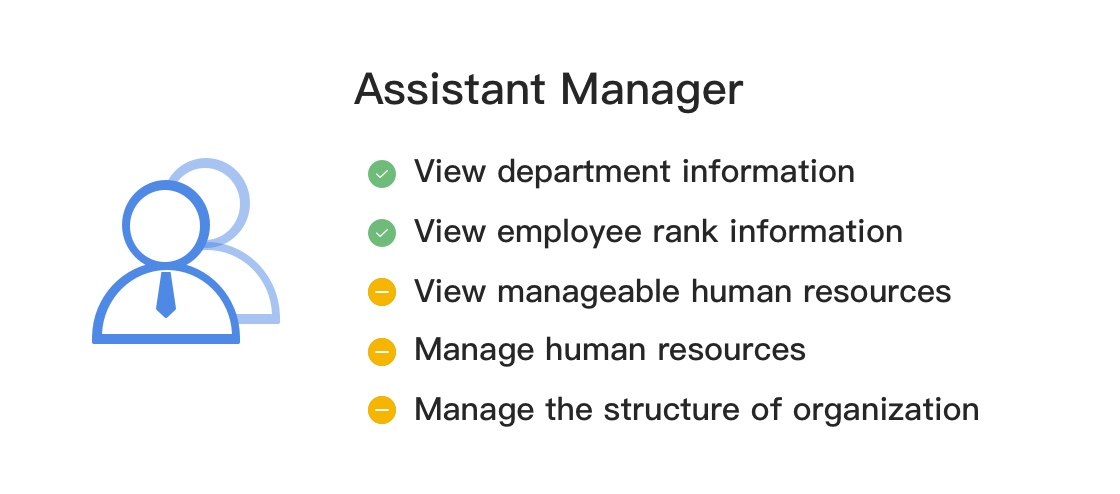 Assistant Manager
View department information
View employee rank information
View manageable human resources
Manage human resources
Manage the structure of organization